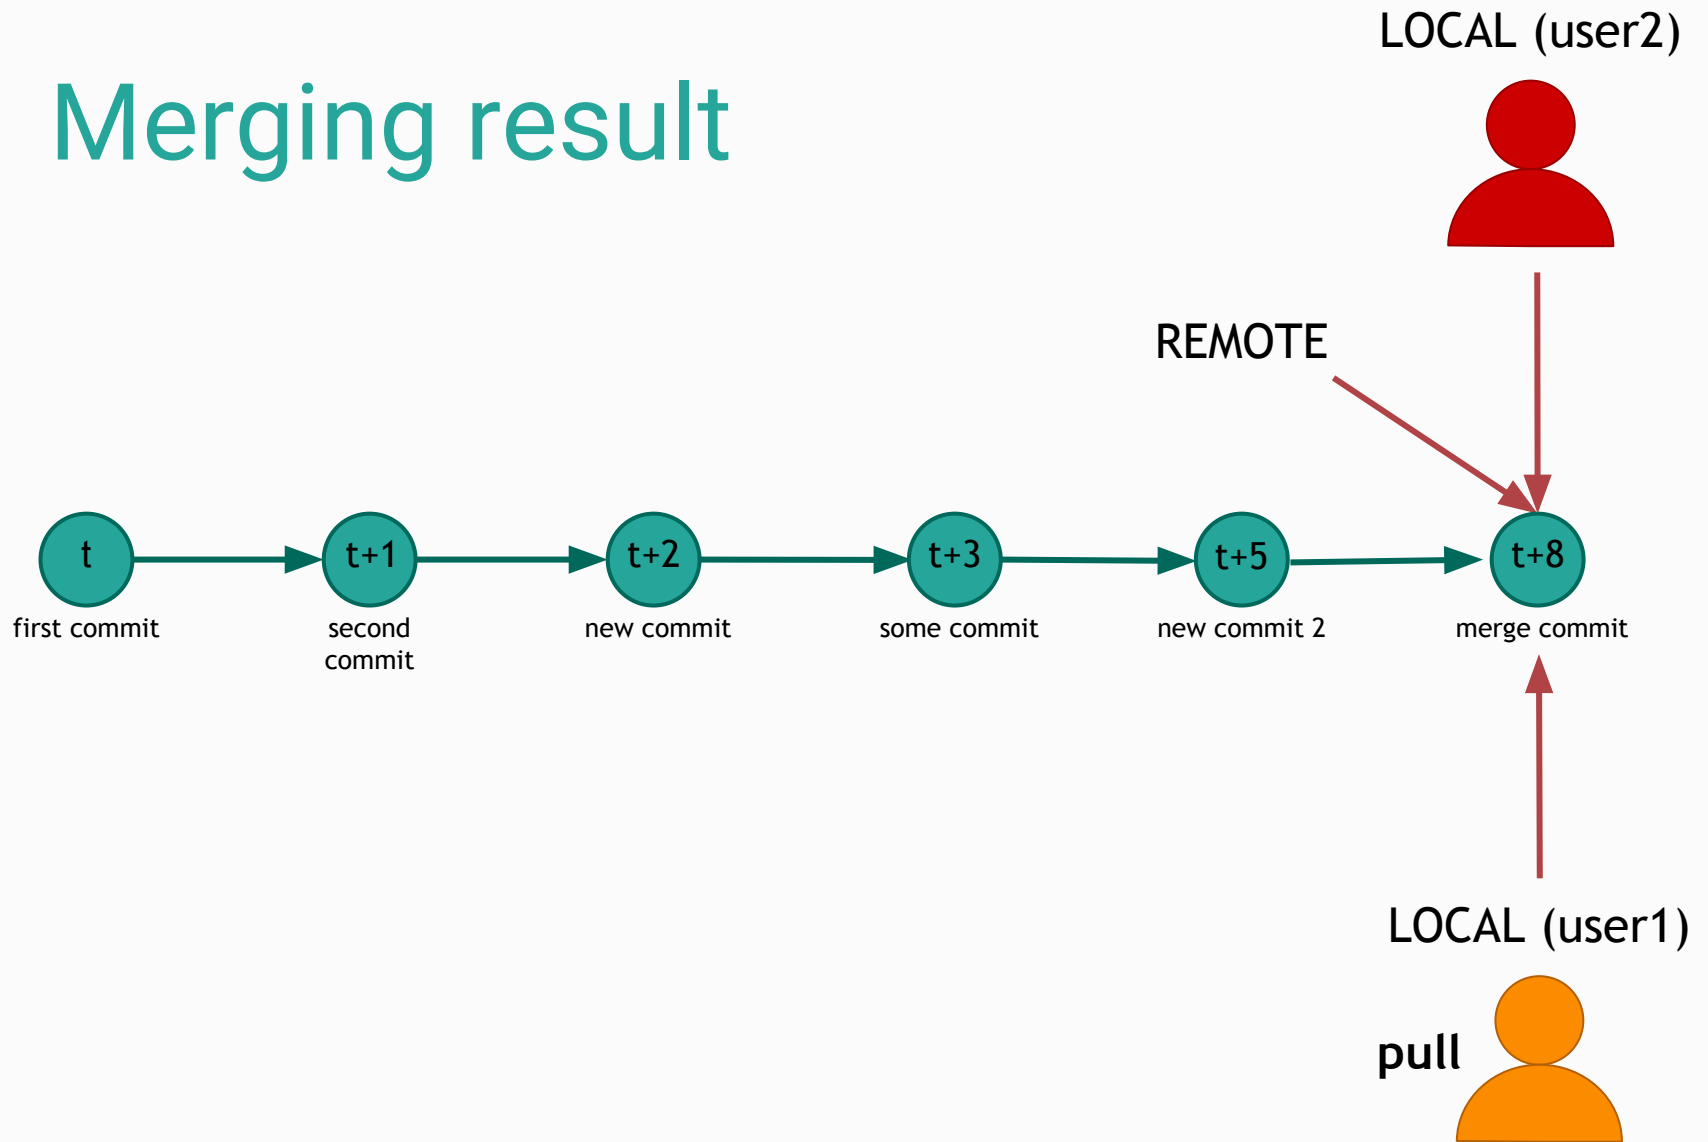 LOCAL (user2)
Merging result
REMOTE
t
t+1
t+2
t+3
t+5
t+8
first commit
second
commit
new commit
some commit
new commit 2
merge commit
LOCAL (user1)
pull